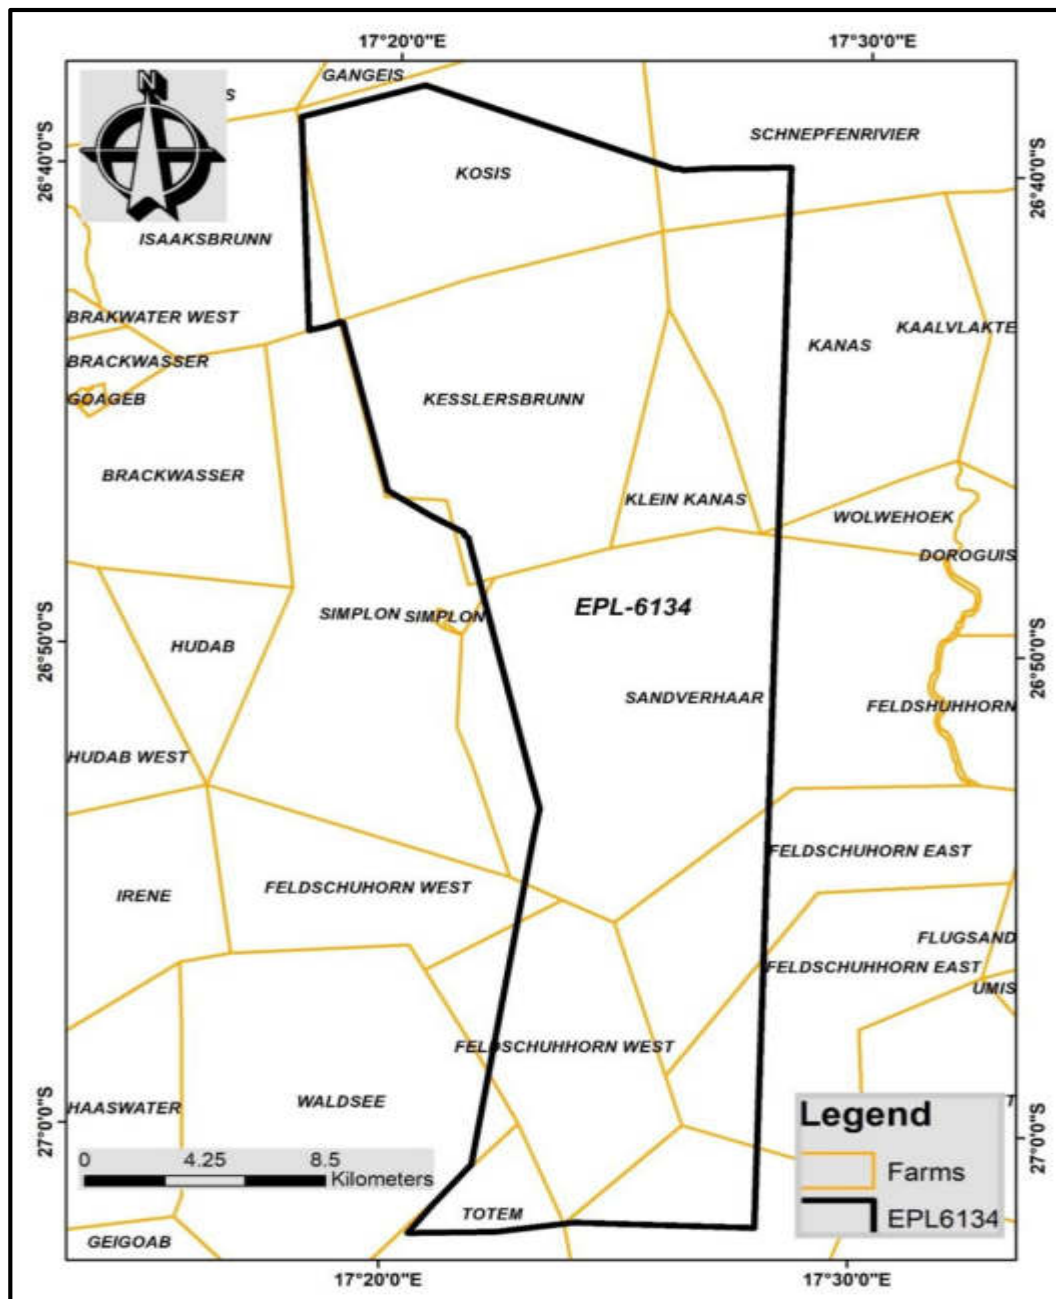 17°20'0"E
17°30'0"E
GANGEIS
N
S
SCHNEPFENRIVIER
26°40'0"S
26°40'0"S
KOSIS
ISAAKSBRUNN
BRAKWATER WEST
KAALVLAKTE
KANAS
BRACKWASSER
GOAGEB
KESSLERSBRUNN
BRACKWASSER
KLEIN KANAS
WOLWEHOEK
DOROGUIS
EPL-6134
SIMPLON
SIMPLON
HUDAB
26°50'0"S
26°50'0"S
SANDVERHAAR
FELDSHUHHORN
HUDAB WEST
FELDSCHUHORN EAST
FELDSCHUHORN WEST
IRENE
FLUGSAND
FELDSCHUHHORN EAST
UMIS
FELDSCHUHHORN WEST
WALDSEE
HAASWATER
T
27°0'0"S
27°0'0"S
Legend
Farms
EPL6134
0 4.25 8.5
Kilometers
TOTEM
GEIGOAB
17°20'0"E
17°30'0"E